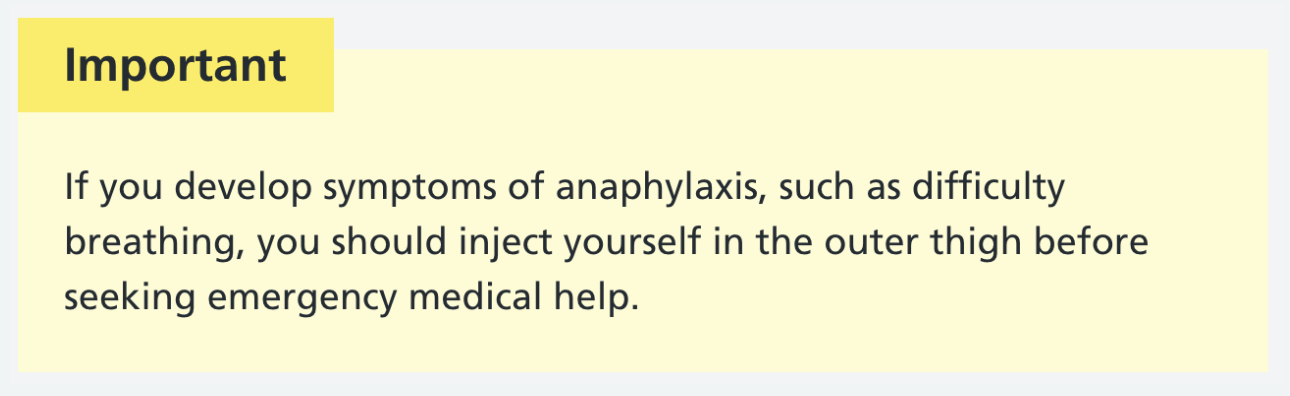 Important
If you develop symptoms of anaphylaxis, such as difficulty
breathing, you should inject yourself in the outer thigh before
seeking emergency medical help.